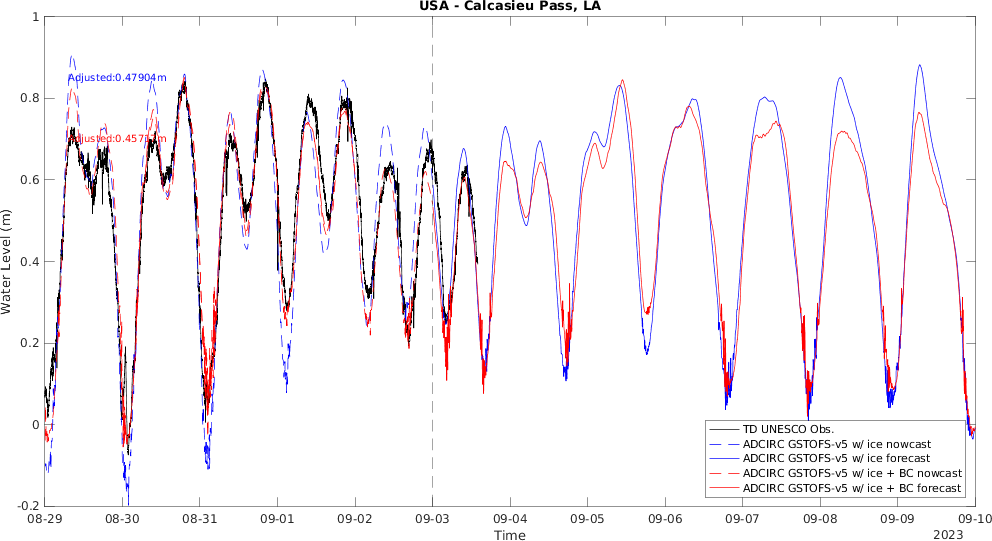 USA - Calcasieu Pass, LA
Water Level (m)
1
0.8
0.6
0.4
0.2
0
-0.2
Adjusted:0.47904m
TD UNESCO Obs.
ADCIRC GSTOFS-v5 w/ ice nowcast
ADCIRC GSTOFS-v5 w/ ice forecast
ADCIRC GSTOFS-v5 w/ ice + BC nowcast
ADCIRC GSTOFS-v5 w/ ice + BC forecast
08-29 08-30 08-31 09-01 09-02 09-03 09-04 09-05 09-06 09-07 09-08 09-09 09-10
Time
2023